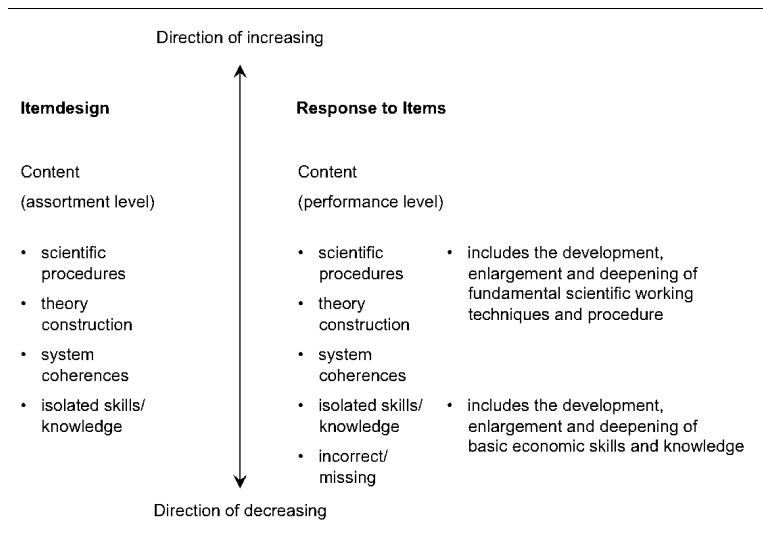 Direction of increasing
Itemdesign
Response to Items
Content
(assortment level)
Content
(performance level)
• scientific
procedures
• theory
construction
• system
coherences
• isolated skills/
knowledge
• scientific
procedures
• theory
construction
• system
coherences
• isolated skills/
knowledge
• incorrect/
missing
• includes the development,
enlargement and deepening of
fundamental scientific working
techniques and procedure
• includes the development,
enlargement and deepening of
basic economic skills and knowledge
Direction of decreasing